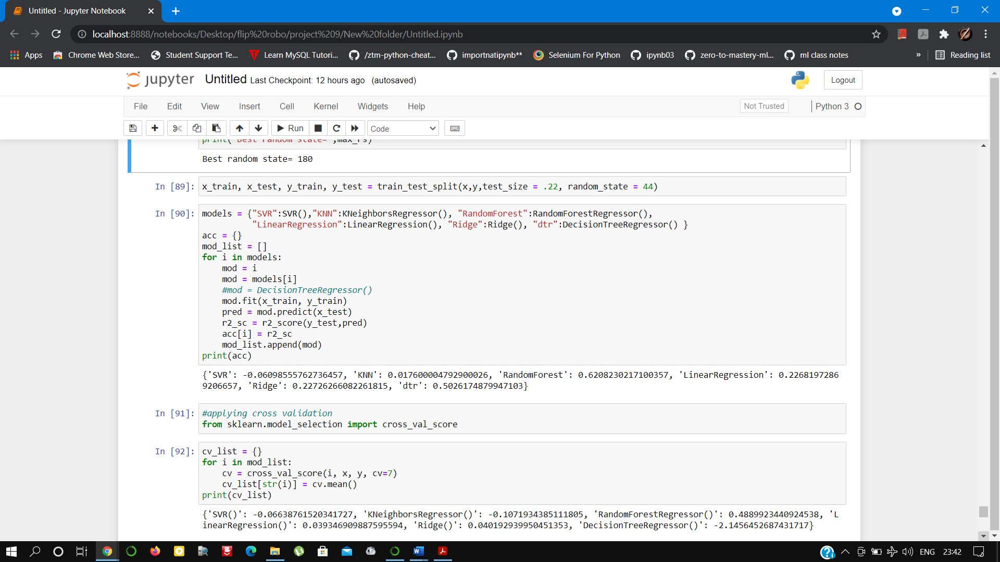 Untitled - Jupyter Notebook
localhost:8888/notebooks/Desktop/flip%20robo/project%209/New%20folder/Untitled.ipynb
Apps Chrome Web Store... Student Support Te... Learn MySQL Tutori... /ztm-python-cheat... importnatipynb** Selenium For Python ipynb03 zero-to-mastery-ml... ml class notes » Reading list
jupyter Untitled Last Checkpoint: 12 hours ago (autosaved) Logout
File Edit View Insert Cell Kernel Widgets Help Not Trusted Python 3
Run Code
print("Best random state=",max_rs)
Best random state= 180
In [89]: x_train, x_test, y_train, y_test = train_test_split(x,y,test_size = .22, random_state = 44)
In [90]: models = {"SVR":SVR(),"KNN":KNeighborsRegressor(), "RandomForest":RandomForestRegressor(),
"LinearRegression":LinearRegression(), "Ridge":Ridge(), "dtr":DecisionTreeRegressor() }
acc = {}
mod_list = []
for i in models:
mod = i
mod = models[i]
#mod = DecisionTreeRegressor()
mod.fit(x_train, y_train)
pred = mod.predict(x_test)
r2_sc = r2_score(y_test,pred)
acc[i] = r2_sc
mod_list.append(mod)
print(acc)
{'SVR': -0.06098555762736457, 'KNN': 0.017600004792900026, 'RandomForest': 0.6208230217100357, 'LinearRegression': 0.2268197286
9206657, 'Ridge': 0.22726266082261815, 'dtr': 0.5026174879947103}
In [91]: #applying cross validation
from sklearn.model_selection import cross_val_score
In [92]: cv_list = {}
for i in mod_list:
cv = cross_val_score(i, x, y, cv=7)
cv_list[str(i)] = cv.mean()
print(cv_list)
{'SVR()': -0.06638761520341727, 'KNeighborsRegressor()': -0.1071934385111805, 'RandomForestRegressor()': 0.4889923440924538, 'L
inearRegression()': 0.039346909887595594, 'Ridge()': 0.040192939950451353, 'DecisionTreeRegressor()': -2.1456452687431717}
ENG 23:42